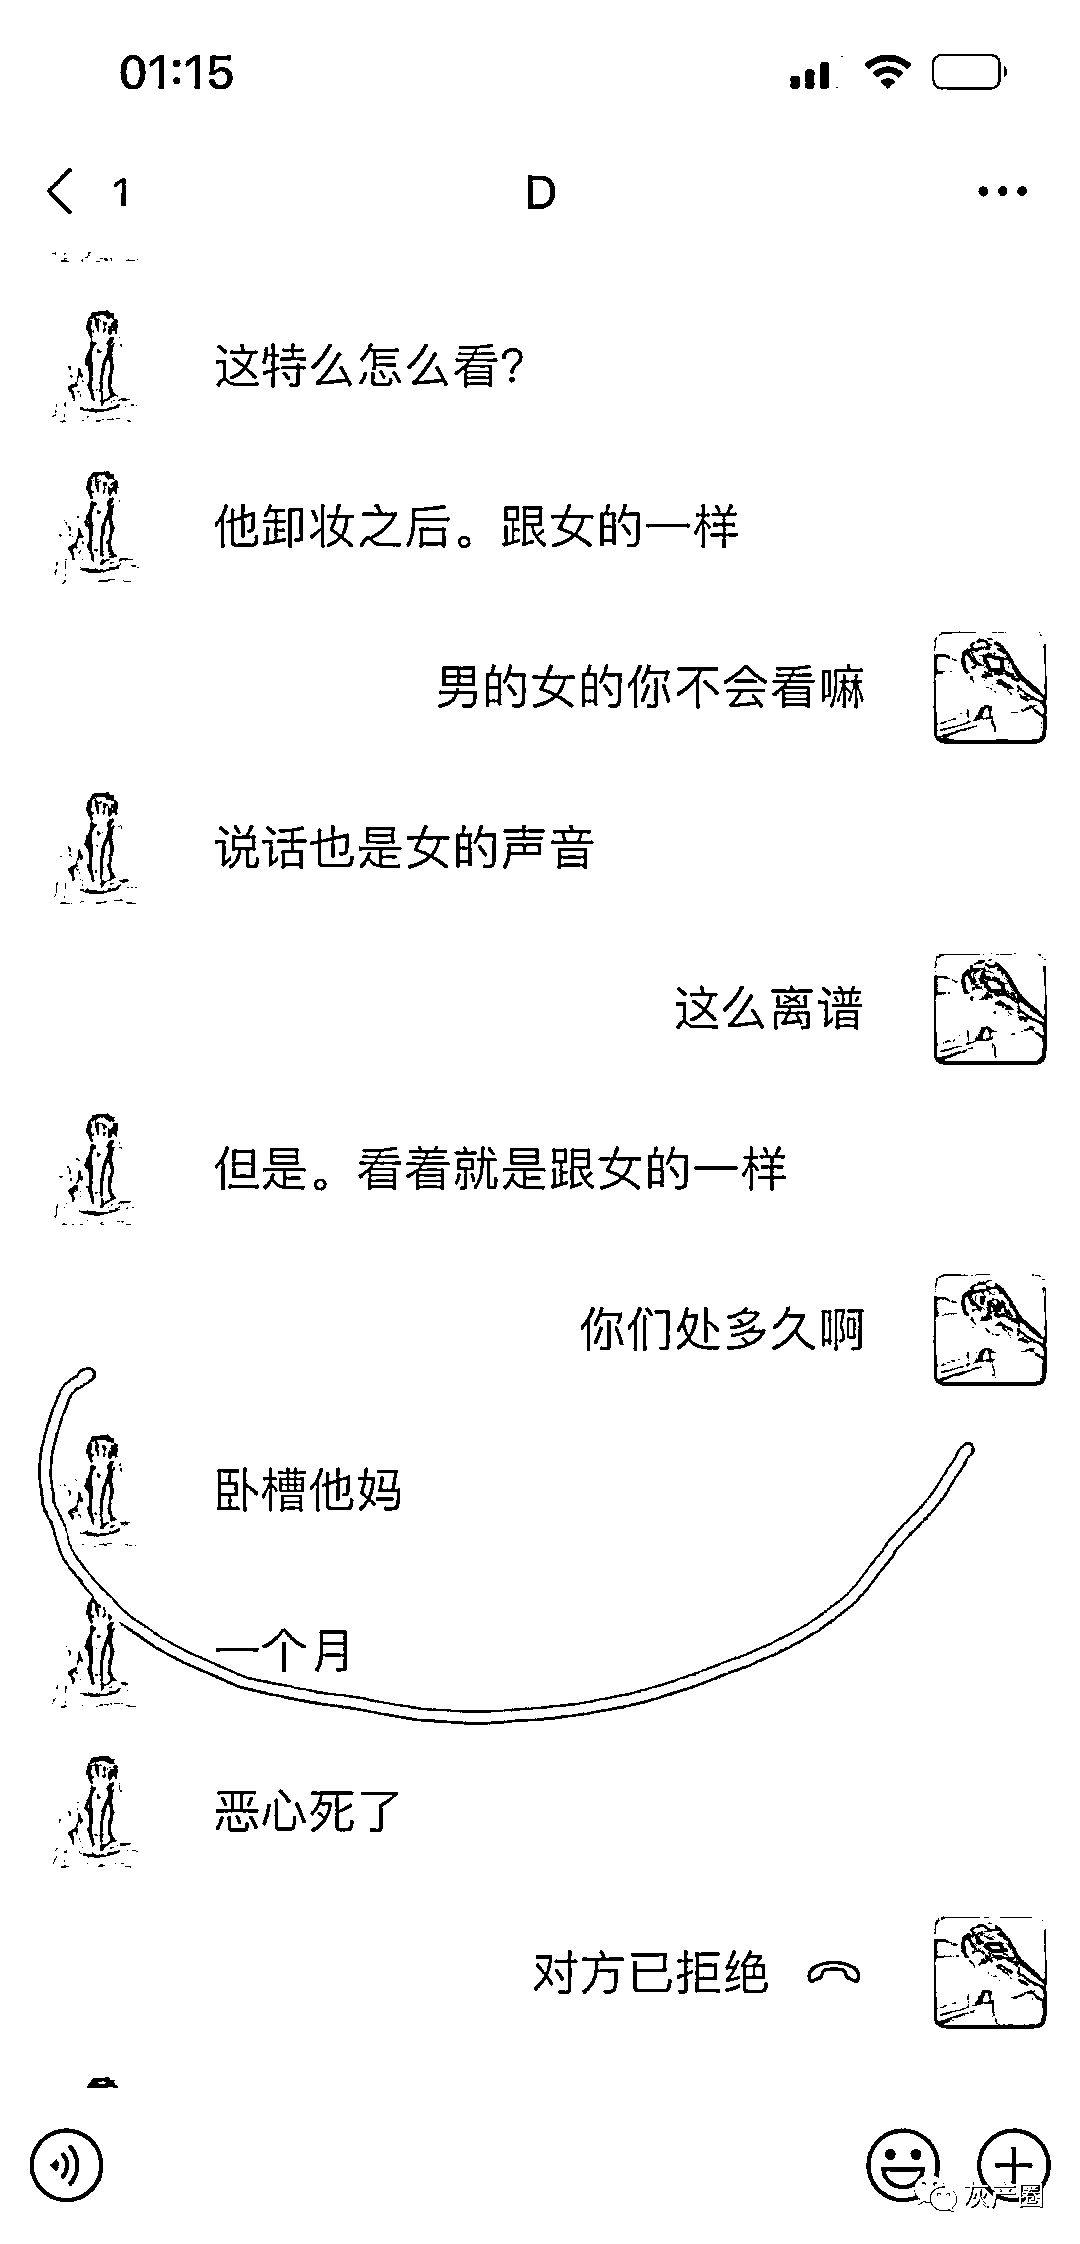 01:15
1
D
这特么怎么看?
他卸妆之后。跟女的一样
男的女的你不会看嘛
说话也是女的声音
这么离谱
但是。看着就是跟女的一样
你们处多久啊
卧槽他妈
一个月
恶心死了
对方已拒绝
灰产圈